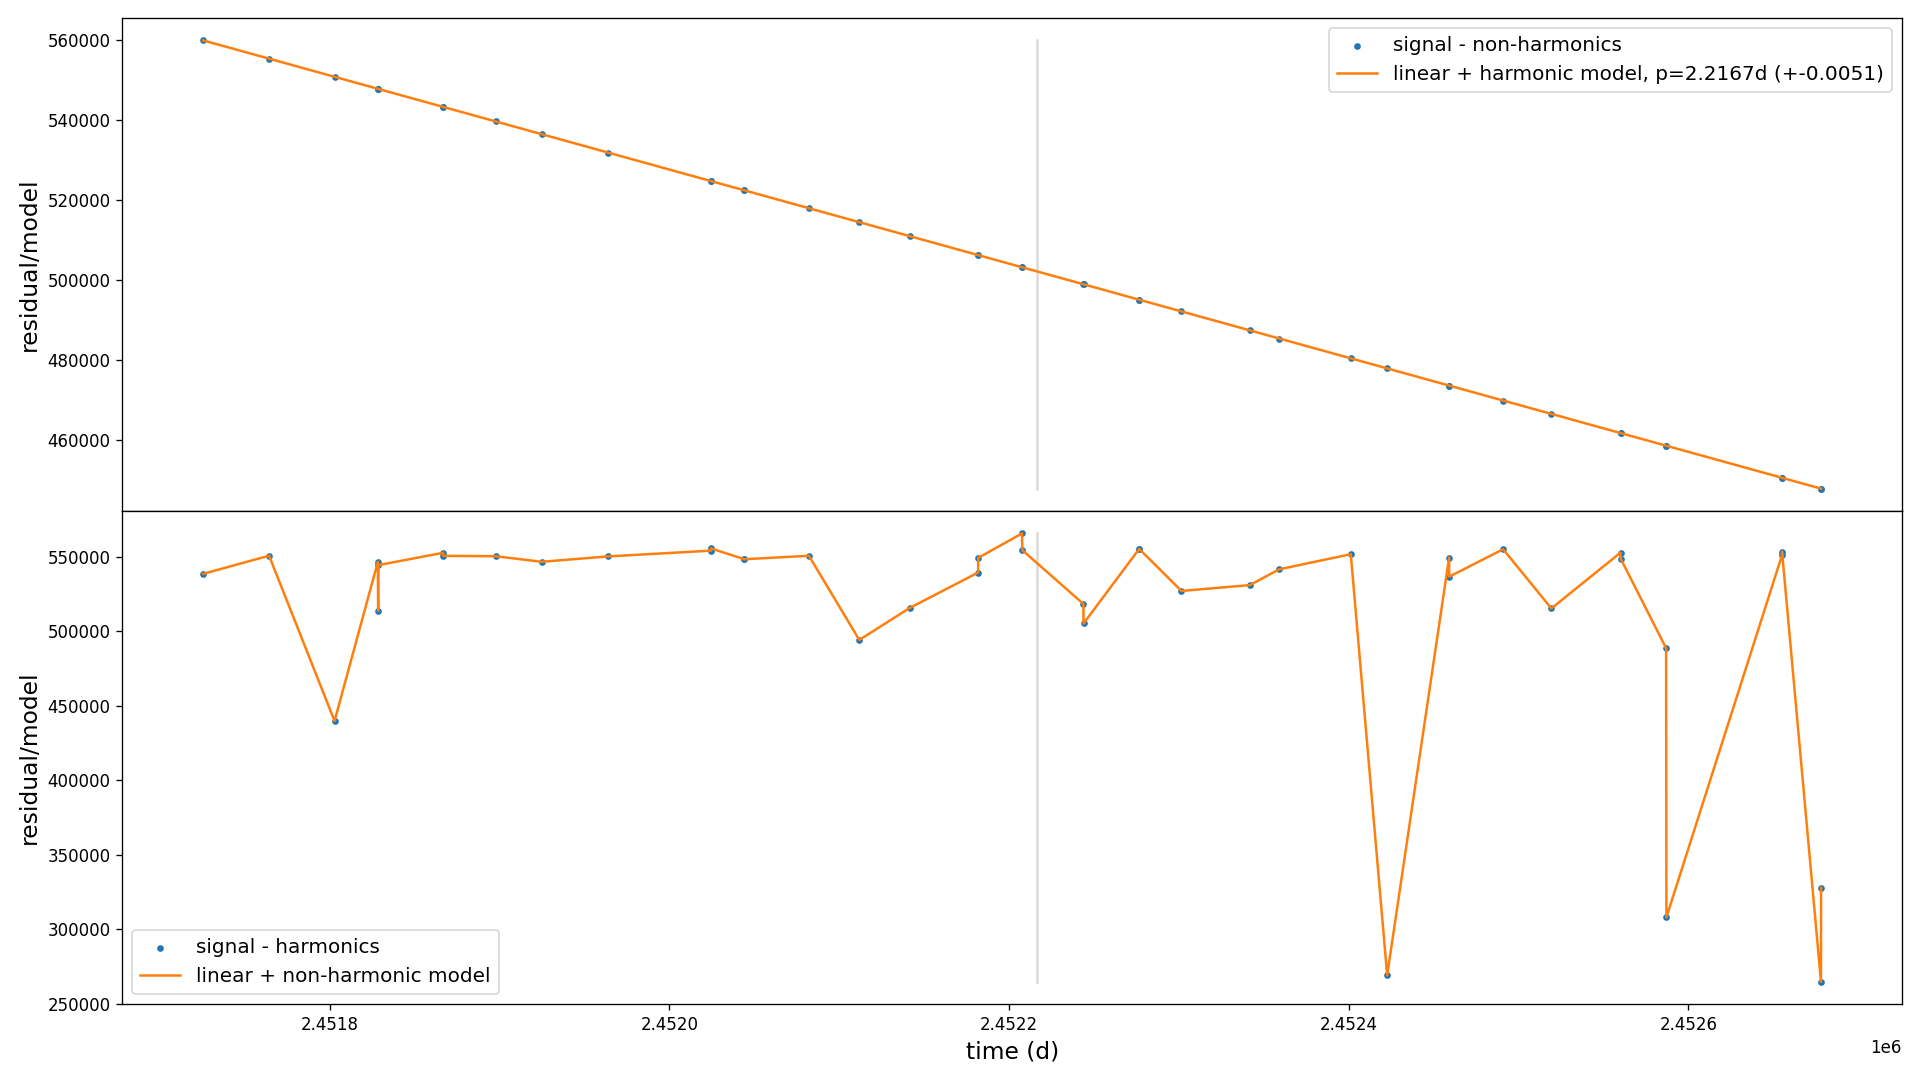 560000
540000
520000
500000
480000
460000
residual/model
signal - non-harmonics
linear + harmonic model, p=2.2167d (+-0.0051)
550000
500000
450000
400000
350000
300000
250000
residual/model
signal - harmonics
linear + non-harmonic model
2.4518
2.4520
2.4522
2.4524
2.4526
time (d)
1e6